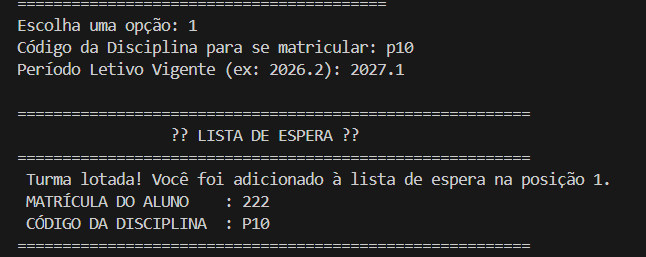 =========================================
Escolha uma opção: 1
Código da Disciplina para se matricular: p10
Período Letivo Vigente (ex: 2026.2): 2027.1
=========================================================
?? LISTA DE ESPERA ??
=========================================================
Turma lotada! Você foi adicionado à lista de espera na posição 1.
MATRÍCULA DO ALUNO    : 222
CÓDIGO DA DISCIPLINA  : P10
=========================================================